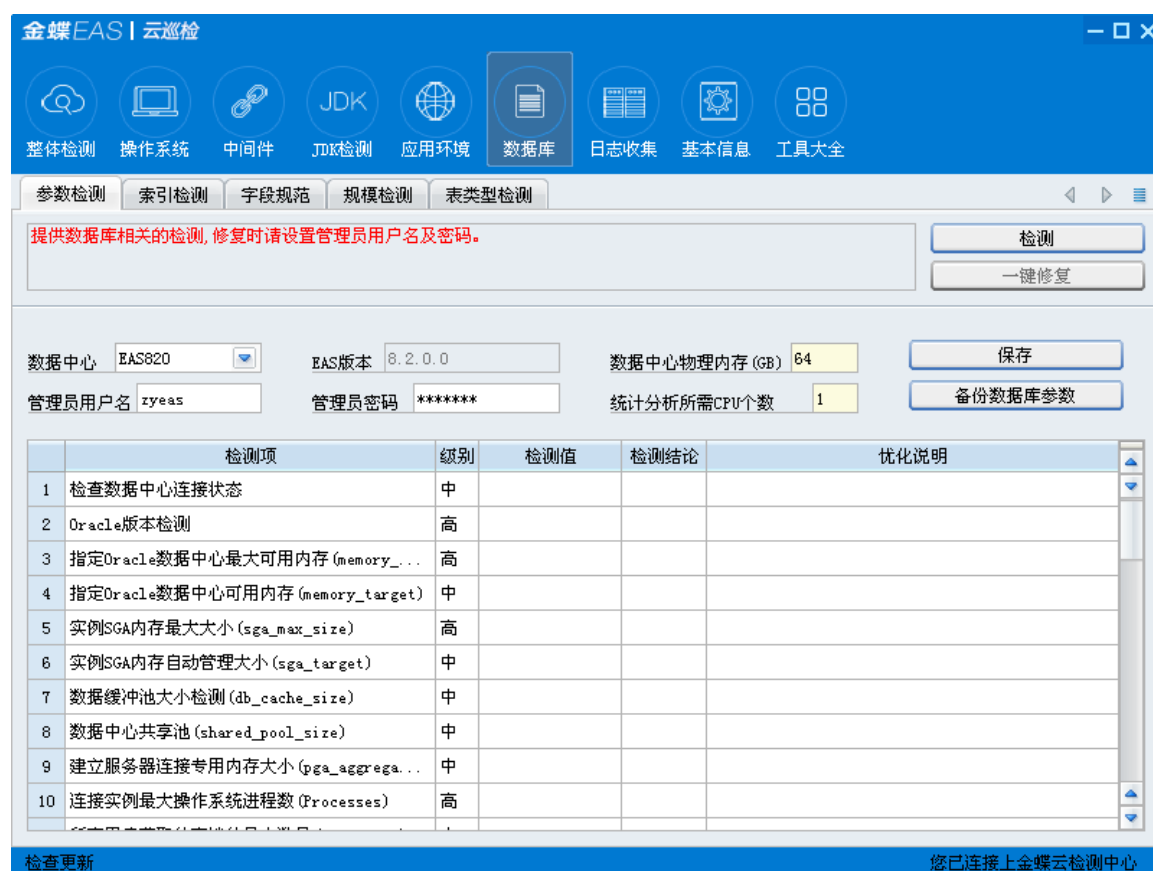 金蝶EAS 云巡检
JDK
整体检测 操作系统 中间件 JDK检测 应用环境 数据库 日志收集 基本信息 工具大全
参数检测 索引检测 字段规范 规模检测 表类型检测
提供数据库相关的检测,修复时请设置管理员用户名及密码。
检测
一键修复
数据中心 EAS820 EAS版本 8.2.0.0 数据中心物理内存(GB) 64 保存
管理员用户名 zyeas 管理员密码 ******* 统计分析所需CPU个数 1 备份数据库参数
检测项 级别 检测值 检测结论 优化说明
1 检查数据中心连接状态 中
2 Oracle版本检测 高
3 指定Oracle数据中心最大可用内存(memory_... 高
4 指定Oracle数据中心可用内存(memory_target) 中
5 实例SGA内存最大大小(sga_max_size) 高
6 实例SGA内存自动管理大小(sga_target) 中
7 数据缓冲池大小检测(db_cache_size) 中
8 数据中心共享池(shared_pool_size) 中
9 建立服务器连接专用内存大小(pga_aggrega... 中
10 连接实例最大操作系统进程数(Processes) 高
检查更新 您已连接上金蝶云检测中心